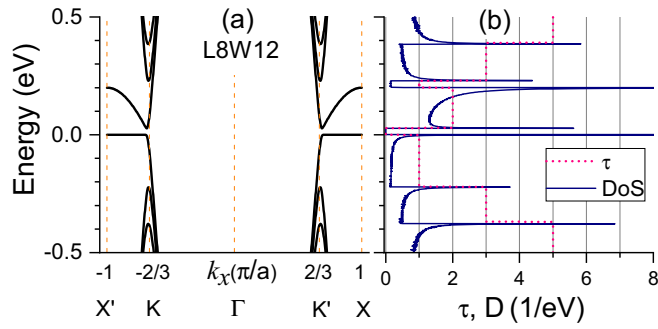 (a)
(b)
L8W12
Energy (eV)
0.5
0.0
-0.5
τ
DoS
-1 -2/3 kx(π/a) 2/3 1
0 2 4 6 8
X' K Γ K' X
τ, D (1/eV)